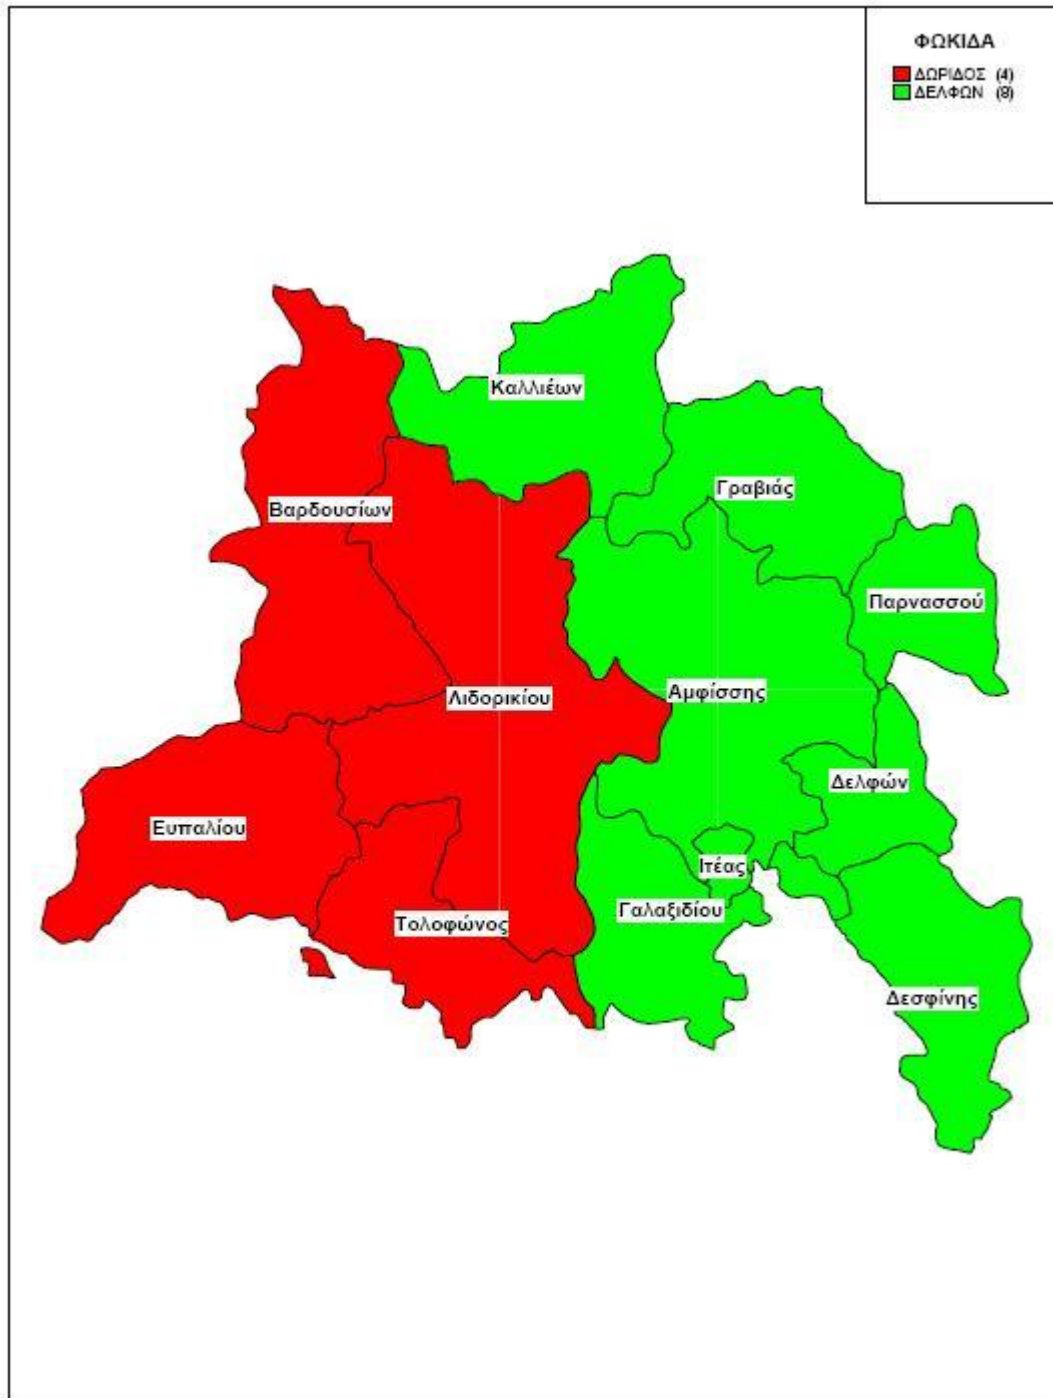 ΦΩΚΙΔΑ
ΔΩΡΙΔΟΣ (4)
ΔΕΛΦΩΝ (8)
Καλλιέων
Γραβιάς
Βαρδουσίων
Παρνασσού
Λιδορικίου
Αμφίσσης
Δελφών
Ευπαλίου
Ιτέας
Γαλαξιδίου
Τολοφώνος
Δεσφίνης